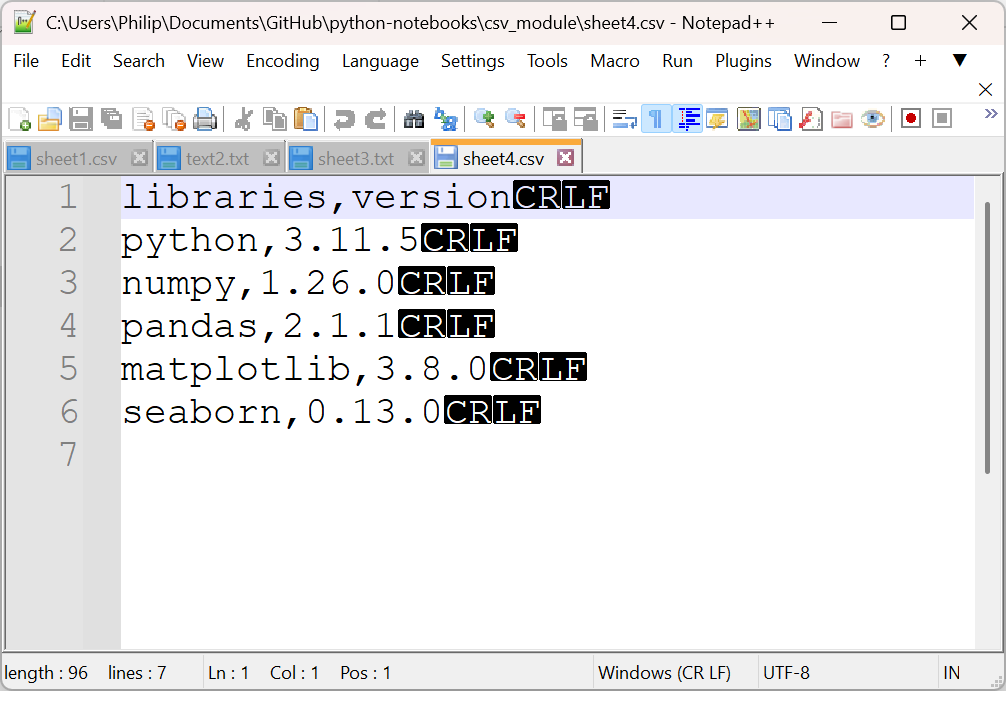 C:\Users\Philip\Documents\GitHub\python-notebooks\csv_module\sheet4.csv - Notepad++
File Edit Search View Encoding Language Settings Tools Macro Run Plugins Window ? + ▼
sheet1.csv text2.txt sheet3.txt sheet4.csv
1 libraries,versionCRLF
2 python,3.11.5CRLF
3 numpy,1.26.0CRLF
4 pandas,2.1.1CRLF
5 matplotlib,3.8.0CRLF
6 seaborn,0.13.0CRLF
7
length : 96 lines : 7 Ln : 1 Col : 1 Pos : 1 Windows (CR LF) UTF-8 IN